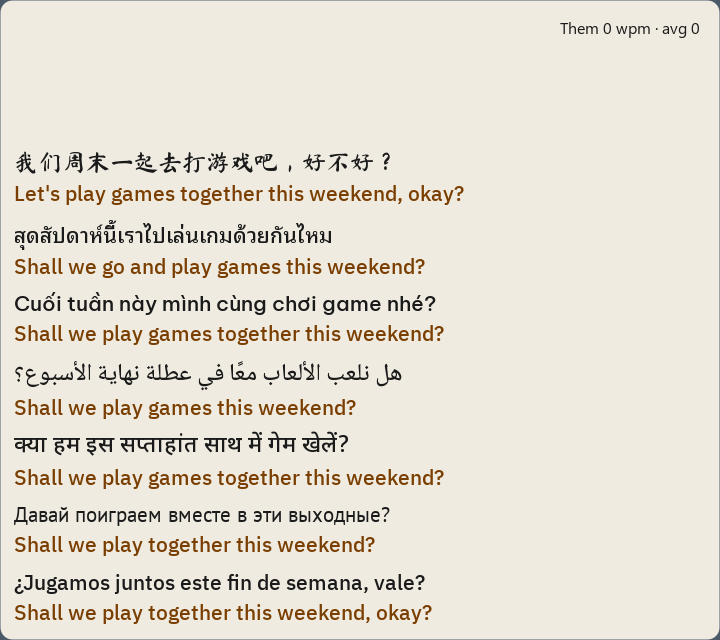 Them 0 wpm · avg 0
我们周末一起去打游戏吧，好不好？
Let's play games together this weekend, okay?
สุดสัปดาห์นี้เราไปเล่นเกมด้วยกันไหม
Shall we go and play games this weekend?
Cuối tuần này mình cùng chơi game nhé?
Shall we play games together this weekend?
هل نلعب الألعاب معًا في عطلة نهاية الأسبوع؟
Shall we play games this weekend?
क्या हम इस सप्ताहांत साथ में गेम खेलें?
Shall we play games together this weekend?
Давай поиграем вместе в эти выходные?
Shall we play together this weekend?
¿Jugamos juntos este fin de semana, vale?
Shall we play together this weekend, okay?